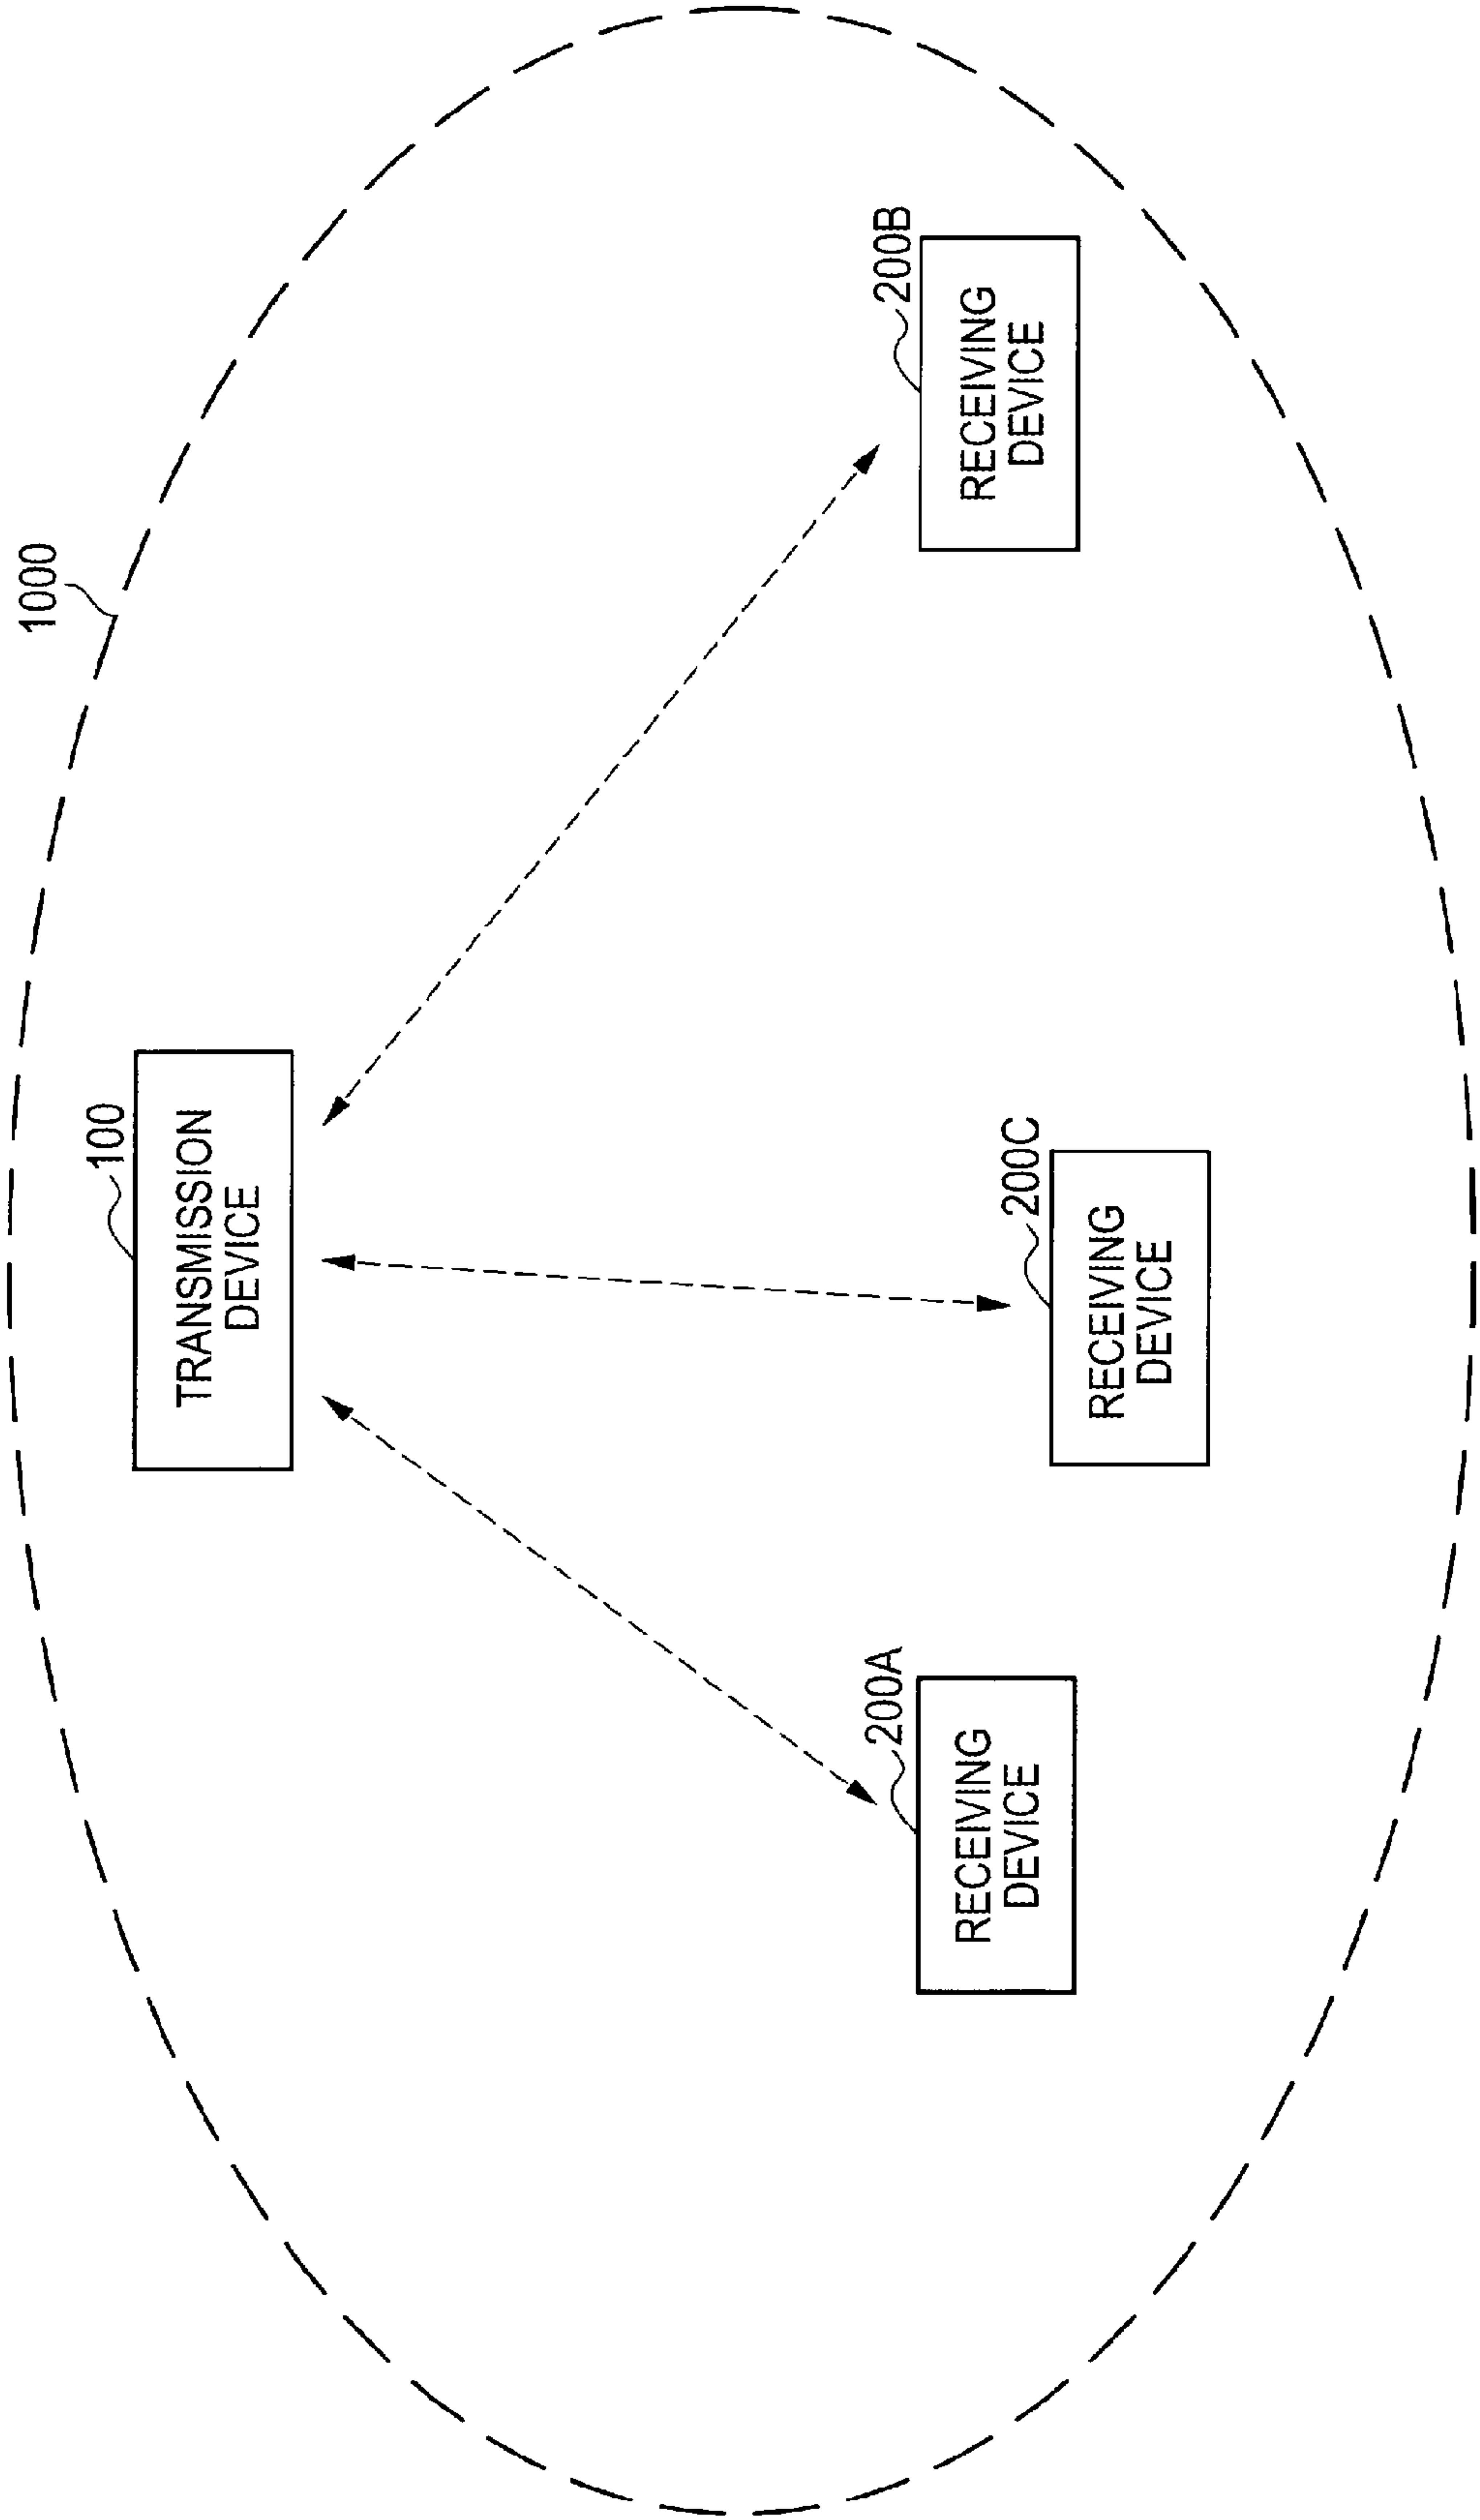 1000
100
TRANSMISSION
DEVICE
200A
RECEIVING
DEVICE
200B
RECEIVING
DEVICE
200C
RECEIVING
DEVICE